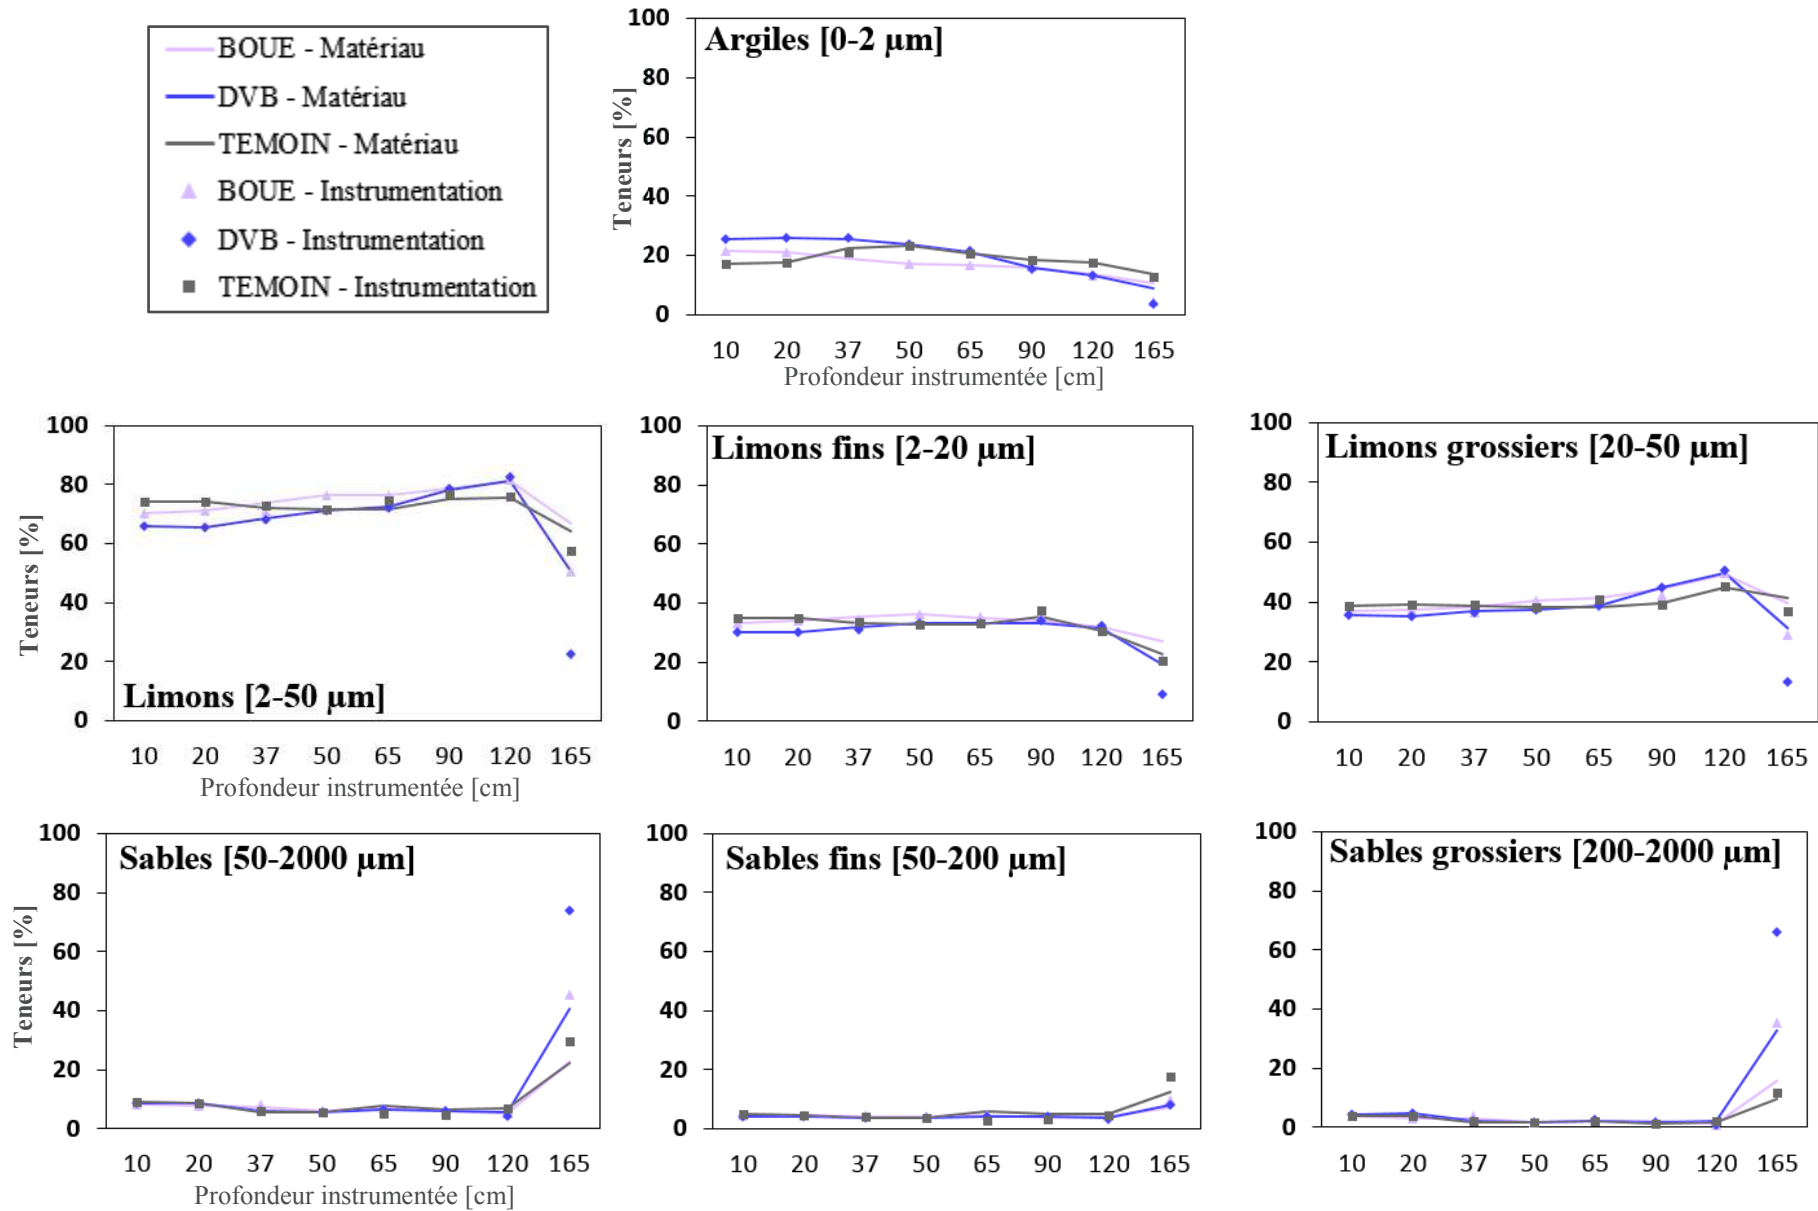 BOUE - Matériau
DVB - Matériau
TEMOIN - Matériau
BOUE - Instrumentation
DVB - Instrumentation
TEMOIN - Instrumentation
Argiles [0-2 µm]
Teneurs [%]
100
80
60
40
20
0
10 20 37 50 65 90 120 165
Profondeur instrumentée [cm]
Limons [2-50 µm]
Teneurs [%]
100
80
60
40
20
0
10 20 37 50 65 90 120 165
Profondeur instrumentée [cm]
Limons fins [2-20 µm]
100
80
60
40
20
0
10 20 37 50 65 90 120 165
Limons grossiers [20-50 µm]
100
80
60
40
20
0
10 20 37 50 65 90 120 165
Sables [50-2000 µm]
Teneurs [%]
100
80
60
40
20
0
10 20 37 50 65 90 120 165
Profondeur instrumentée [cm]
Sables fins [50-200 µm]
100
80
60
40
20
0
10 20 37 50 65 90 120 165
Sables grossiers [200-2000 µm]
100
80
60
40
20
0
10 20 37 50 65 90 120 165